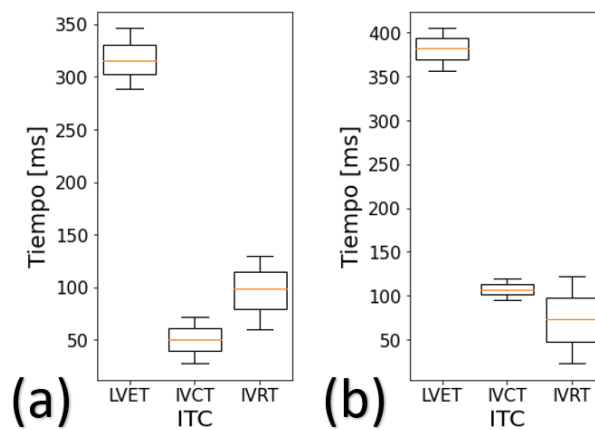 350
300
250
200
150
100
50
Tiempo [ms]
LVET IVCT IVRT
ITC
(a)
400
350
300
250
200
150
100
50
Tiempo [ms]
LVET IVCT IVRT
ITC
(b)